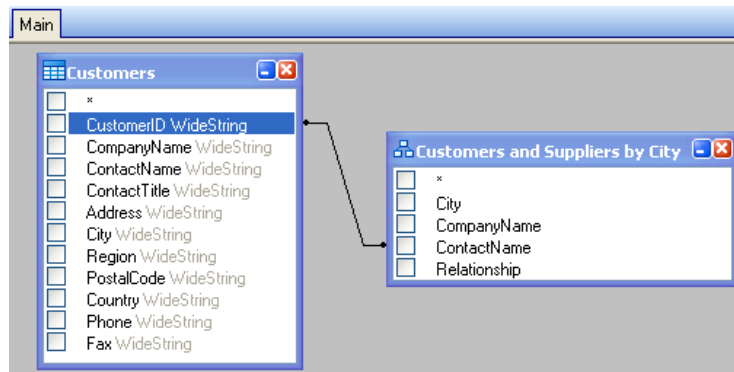 Main
Customers
*
CustomerID WideString
CompanyName WideString
ContactName WideString
ContactTitle WideString
Address WideString
City WideString
Region WideString
PostalCode WideString
Country WideString
Phone WideString
Fax WideString
Customers and Suppliers by City
*
City
CompanyName
ContactName
Relationship